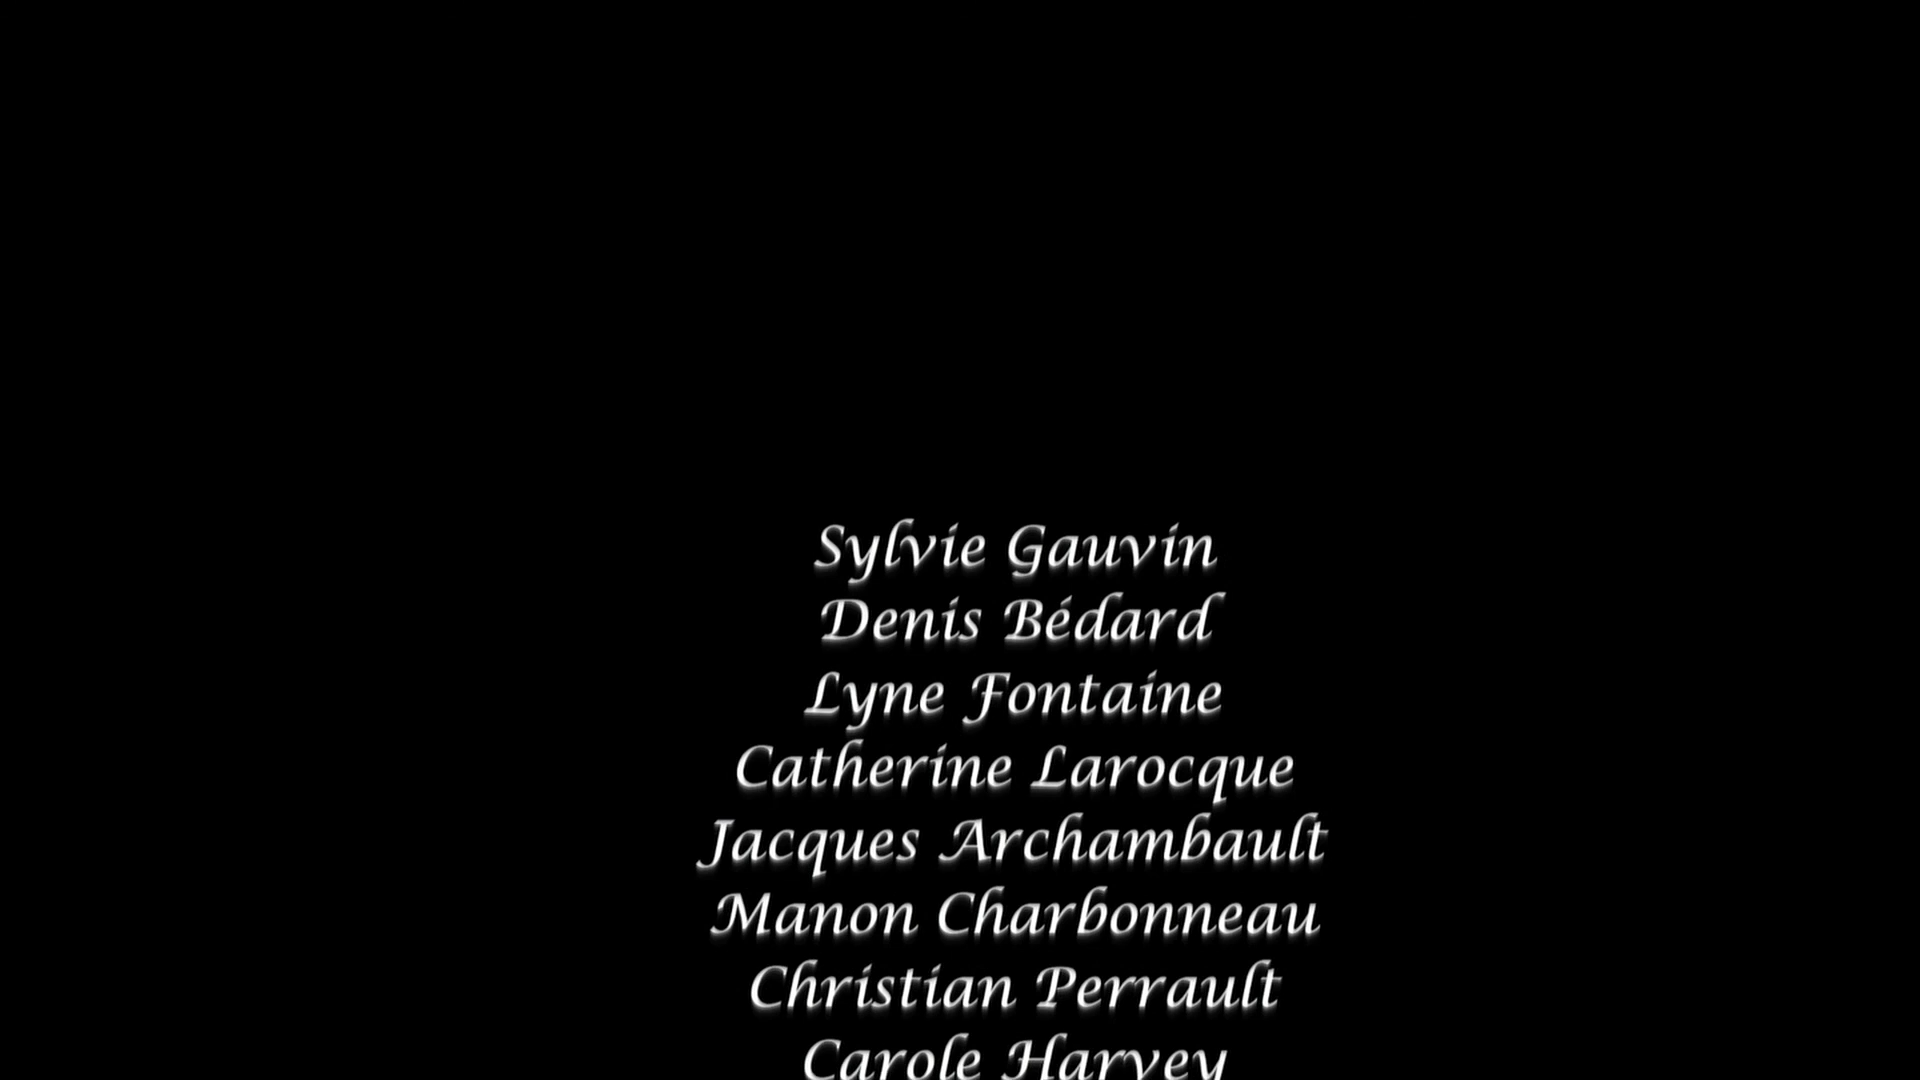 Sylvie Gauvin
Denis Bédard
Lyne Fontaine
Catherine Larocque
Jacques Archambault
Manon Charbonneau
Christian Perrault
Carole Harvey